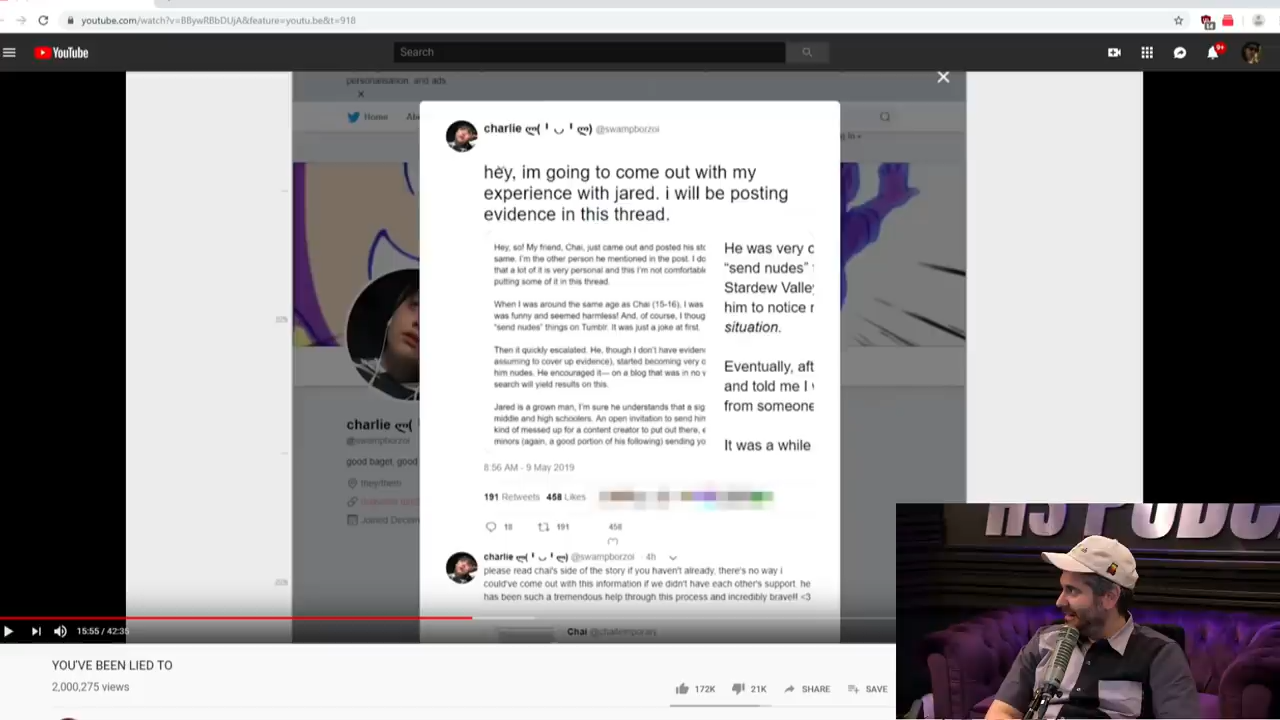 youtube.com/watch?v=BBywRBbDUjA&feature=youtu.be&t=918
YouTube
Search
9+
personalisation, and ads.
Home
charlie ლ( ╹ ◡ ╹ ლ) @swampborzoi
hey, im going to come out with my
experience with jared. i will be posting
evidence in this thread.
Hey, so! My friend, Chai, just came out and posted his
same. I'm the other person he mentioned in the post. I do
that a lot of it is very personal and this I'm not comfortable
putting some of it in this thread.
When I was around the same age as Chai (15-16), I was
was funny and seemed harmless! And, of course, I
"send nudes" things on Tumblr. It was just a joke at first.
Then it quickly escalated. He, though I don't have
assuming to cover up evidence), started becoming very
him nudes. He encouraged it— on a blog that was in no
search will yield results on this.
Jared is a grown man, I'm sure he understands that a
middle and high schoolers. An open invitation to send
kind of messed up for a content creator to put out there,
minors (again, a good portion of his following) sending
He was very
"send nudes"
Stardew
him to notice
situation.
Eventually,
and told me I
from someone
It was a while
8:56 AM - 9 May 2019
191 Retweets 458 Likes
18 191 458
charlie ლ( ╹ ◡ ╹ ლ) @swampborzoi 4h
please read chai's side of the story if you haven't already, there's no way i
could've come out with this information if we didn't have each other's support. he
has been such a tremendous help through this process and incredibly brave!! <3
Chai
charlie ლ(
@swampborzoi
good baget, good
they/them
Joined
15:55 / 42:35
H3 PODC
YOU'VE BEEN LIED TO
2,000,275 views
172K 21K SHARE SAVE